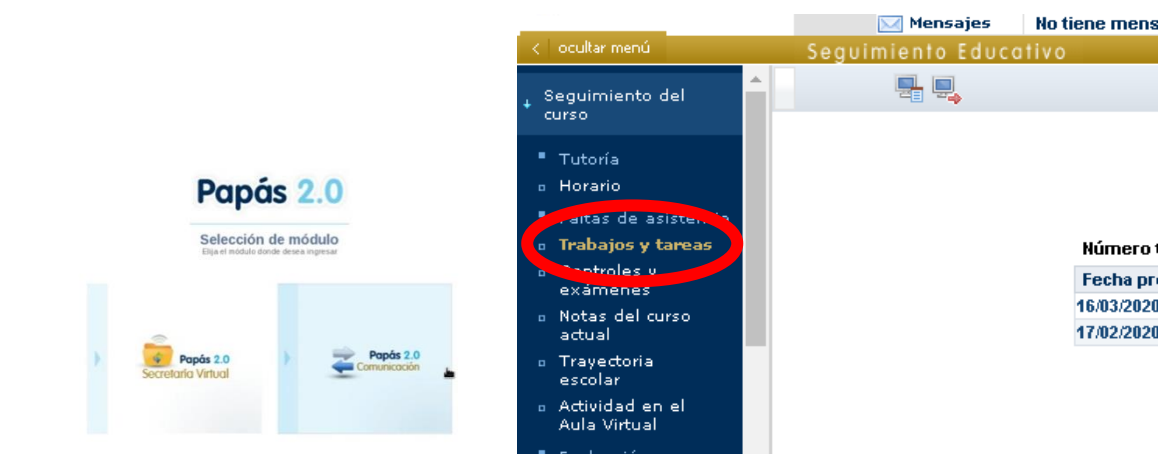 Papás 2.0
Selección de módulo
Elija el módulo donde desea ingresar
Papás 2.0
Secretaría Virtual
Papás 2.0
Comunicación
Mensajes
No tiene mens
< ocultar menú
Seguimiento Educativo
Seguimiento del
curso
Tutoría
Horario
Faltas de asistencia
Trabajos y tareas
Controles y
exámenes
Notas del curso
actual
Trayectoria
escolar
Actividad en el
Aula Virtual
Número t
Fecha pr
16/03/2020
17/02/2020